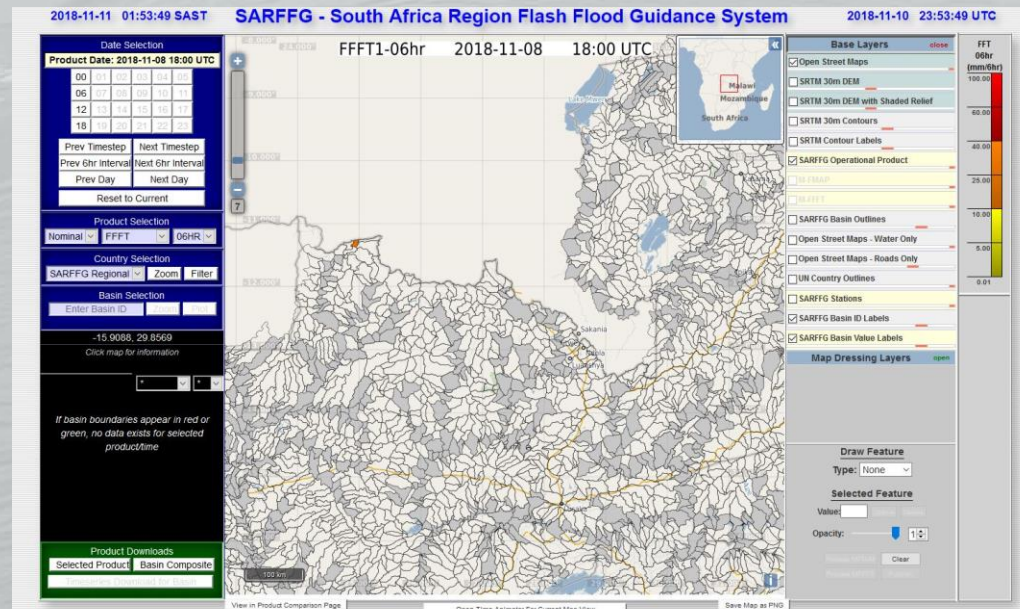 2018-11-11 01:53:49 SAST
SARFFG - South Africa Region Flash Flood Guidance System
2018-11-10 23:53:49 UTC
Date Selection
Product Date: 2018-11-08 18:00 UTC
00 01 02 03 04 05
06 07 08 09 10 11
12 13 14 15 16 17
18 19 20 21 22 23
Prev Timestep Next Timestep
Prev 6hr Interval Next 6hr Interval
Prev Day Next Day
Reset to Current
Product Selection
Nominal FFFT 06HR
Country Selection
SARFFG Regional Zoom Filter
Basin Selection
Enter Basin ID Zoom Plot
-15.9088, 29.8569
Click map for information
* *
If basin boundaries appear in red or
green, no data exists for selected
product/time
Product Downloads
Selected Product Basin Composite
Timeseries Download for Basin
FFFT1-06hr 2018-11-08 18:00 UTC
+
−
7
Malawi
Mozambique
South Africa
«
Sakania
100 km
i
View in Product Comparison Page
Open Time Animator For Current Map View
Save Map as PNG
Base Layers close
Open Street Maps
SRTM 30m DEM
SRTM 30m DEM with Shaded Relief
SRTM 30m Contours
SRTM Contour Labels
SARFFG Operational Product
SARFFG Basin Outlines
Open Street Maps - Water Only
Open Street Maps - Roads Only
UN Country Outlines
SARFFG Stations
SARFFG Basin ID Labels
SARFFG Basin Value Labels
Map Dressing Layers open
Draw Feature
Type: None
Selected Feature
Value:
Opacity: 1
Clear
FFT
06hr
(mm/6hr)
100.00
60.00
40.00
25.00
10.00
5.00
0.01